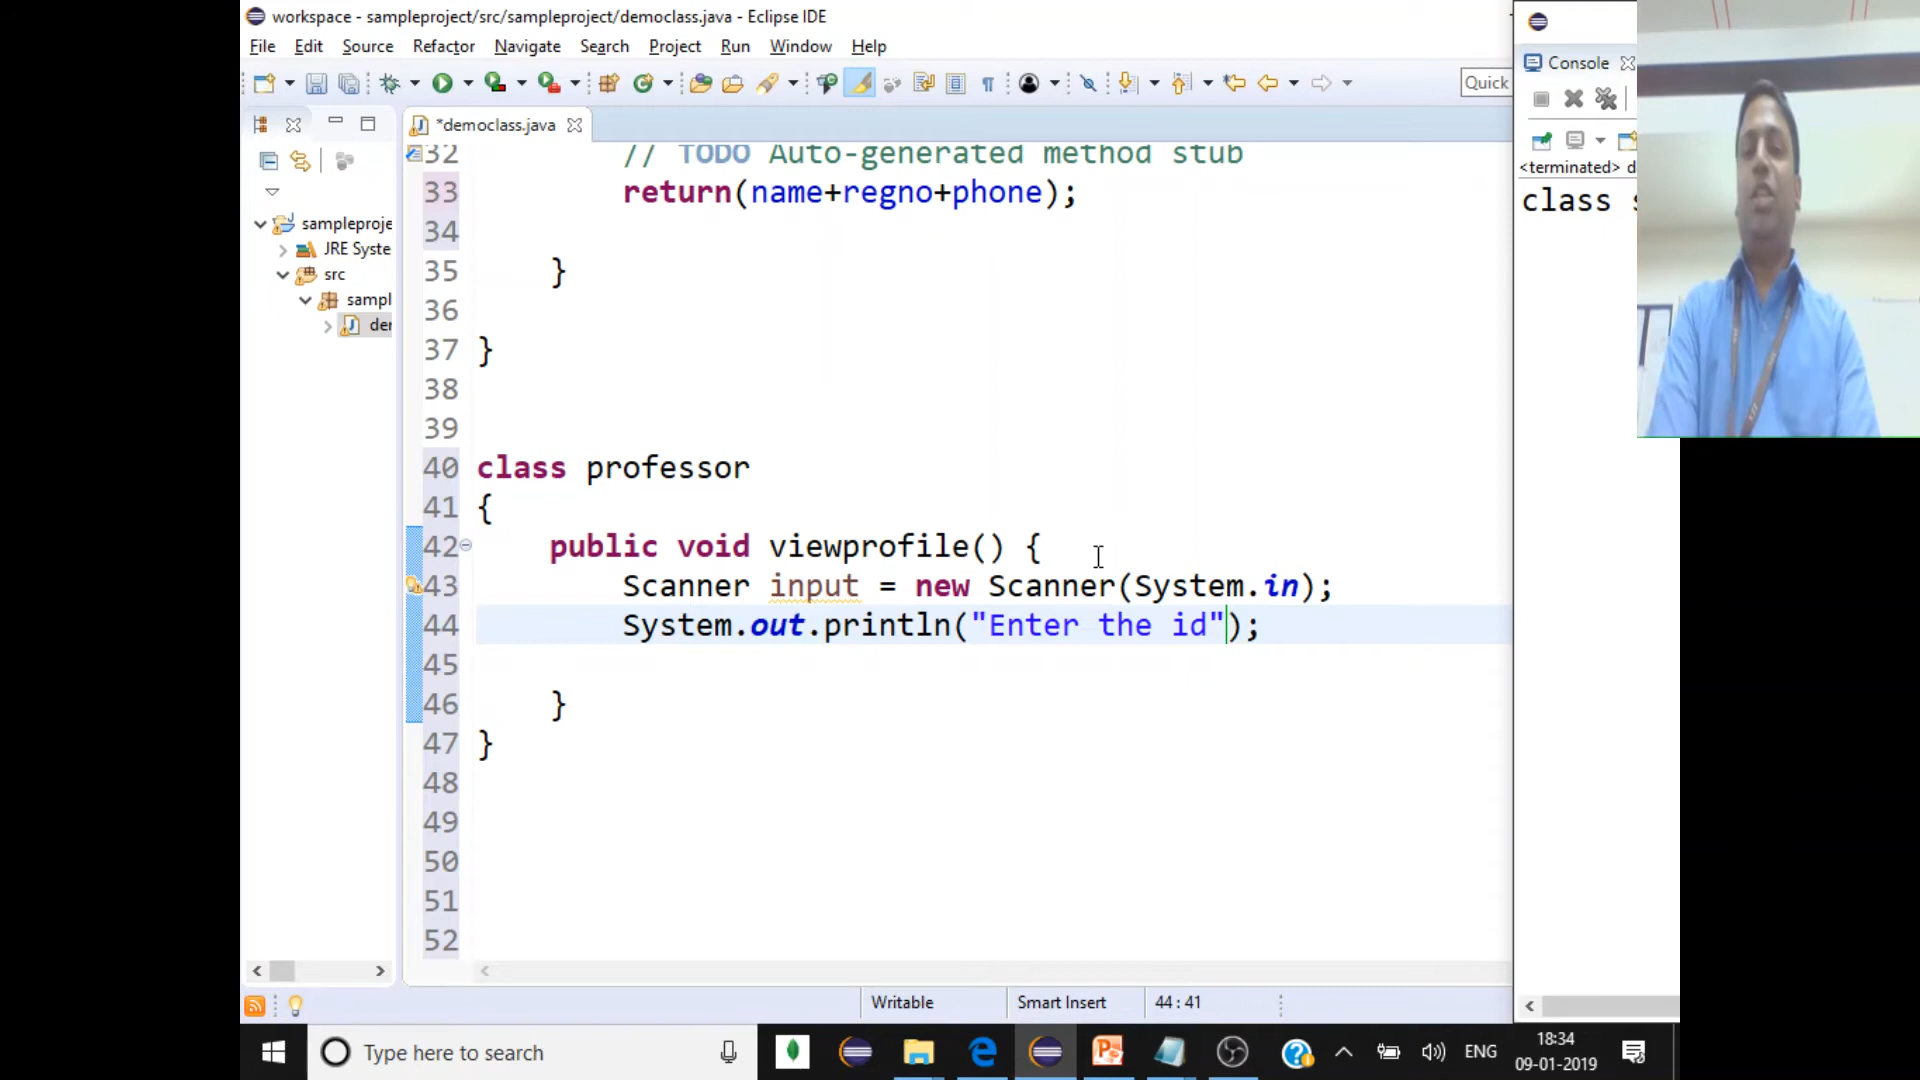 workspace - sampleproject/src/sampleproject/democlass.java - Eclipse IDE
File Edit Source Refactor Navigate Search Project Run Window Help
Quick
Console
*democlass.java
<terminated> d
class
sampleproje
JRE Syste
src
sampl
der
32 // TODO Auto-generated method stub
33 return(name+regno+phone);
34
35 }
36
37 }
38
39
40 class professor
41 {
42 public void viewprofile() {
43 Scanner input = new Scanner(System.in);
44 System.out.println("Enter the id");
45
46 }
47 }
48
49
50
51
52
Writable Smart Insert 44 : 41
Type here to search
ENG
18:34
09-01-2019